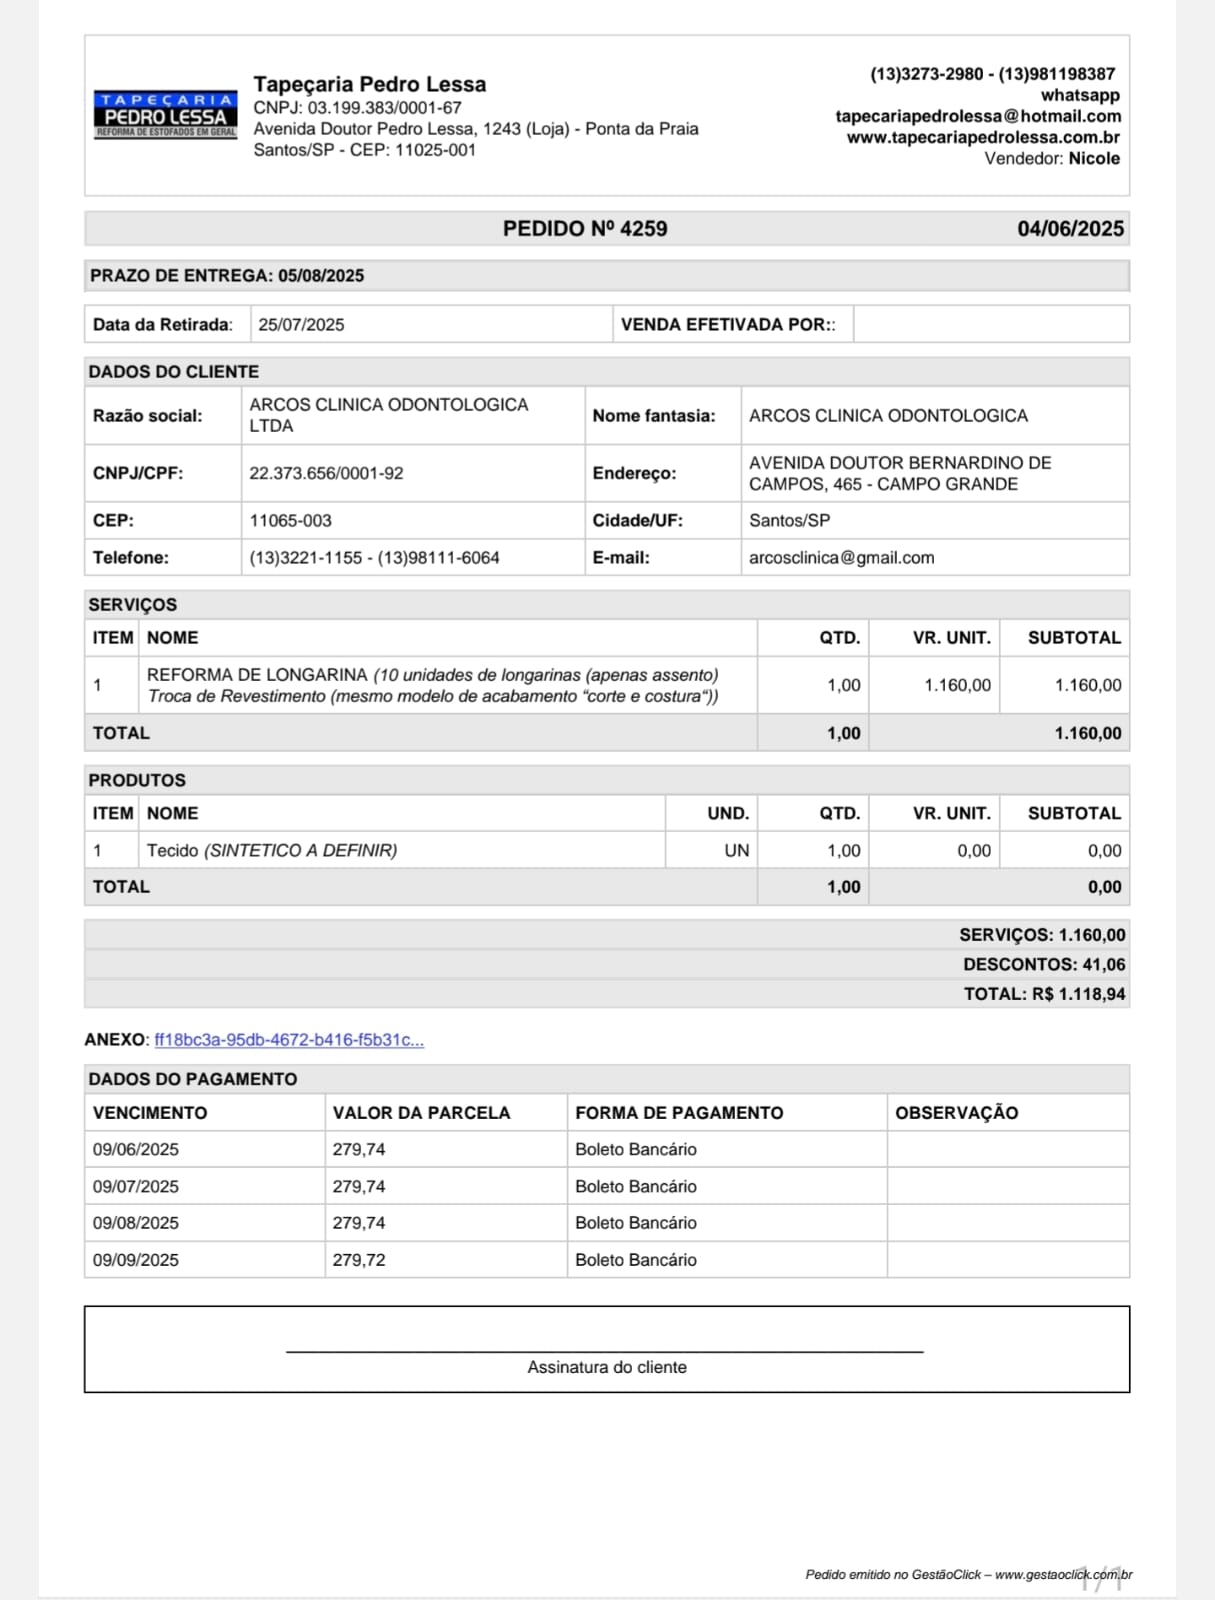 TAPEÇARIA
PEDRO LESSA
REFORMA DE ESTOFADOS EM GERAL
Tapeçaria Pedro Lessa
CNPJ: 03.199.383/0001-67
Avenida Doutor Pedro Lessa, 1243 (Loja) - Ponta da Praia
Santos/SP - CEP: 11025-001
(13)3273-2980 - (13)981198387
whatsapp
tapecariapedrolessa@hotmail.com
www.tapecariapedrolessa.com.br
Vendedor: Nicole
PEDIDO Nº 4259 04/06/2025
PRAZO DE ENTREGA: 05/08/2025
Data da Retirada: 25/07/2025 VENDA EFETIVADA POR::
DADOS DO CLIENTE
Razão social: ARCOS CLINICA ODONTOLOGICA
LTDA
Nome fantasia: ARCOS CLINICA ODONTOLOGICA
CNPJ/CPF: 22.373.656/0001-92
Endereço: AVENIDA DOUTOR BERNARDINO DE
CAMPOS, 465 - CAMPO GRANDE
CEP: 11065-003 Cidade/UF: Santos/SP
Telefone: (13)3221-1155 - (13)98111-6064 E-mail: arcosclinica@gmail.com
SERVIÇOS
ITEM NOME QTD. VR. UNIT. SUBTOTAL
1 REFORMA DE LONGARINA (10 unidades de longarinas (apenas assento)
Troca de Revestimento (mesmo modelo de acabamento "corte e costura“)) 1,00 1.160,00 1.160,00
TOTAL 1,00 1.160,00
PRODUTOS
ITEM NOME UND. QTD. VR. UNIT. SUBTOTAL
1 Tecido (SINTETICO A DEFINIR) UN 1,00 0,00 0,00
TOTAL 1,00 0,00
SERVIÇOS: 1.160,00
DESCONTOS: 41,06
TOTAL: R$ 1.118,94
ANEXO: ff18bc3a-95db-4672-b416-f5b31c...
DADOS DO PAGAMENTO
VENCIMENTO VALOR DA PARCELA FORMA DE PAGAMENTO OBSERVAÇÃO
09/06/2025 279,74 Boleto Bancário
09/07/2025 279,74 Boleto Bancário
09/08/2025 279,74 Boleto Bancário
09/09/2025 279,72 Boleto Bancário
Assinatura do cliente
Pedido emitido no GestãoClick – www.gestaoclick.com.br
1/1